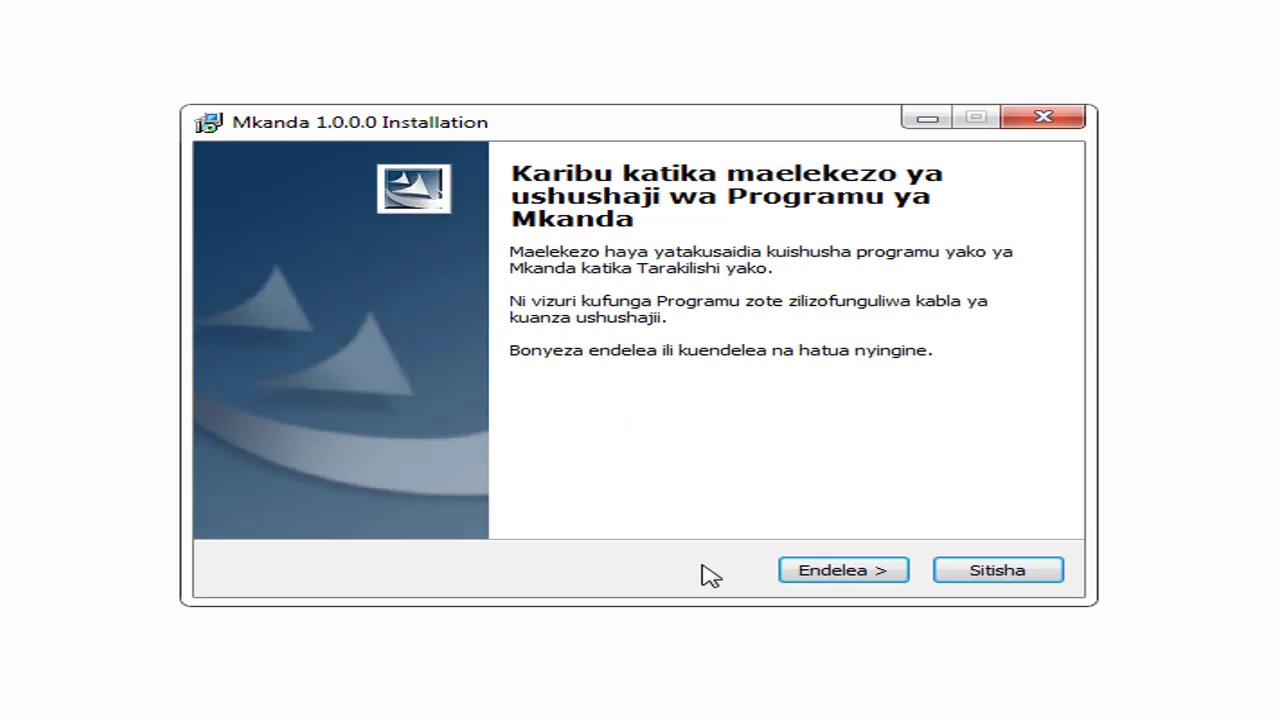 Mkanda 1.0.0.0 Installation
Karibu katika maelekezo ya
ushushaji wa Programu ya
Mkanda
Maelekezo haya yatakusaidia kuishusha programu yako ya
Mkanda katika Tarakilishi yako.
Ni vizuri kufunga Programu zote zilizofunguliwa kabla ya
kuanza ushushajii.
Bonyeza endelea ili kuendelea na hatua nyingine.
Endelea >
Sitisha